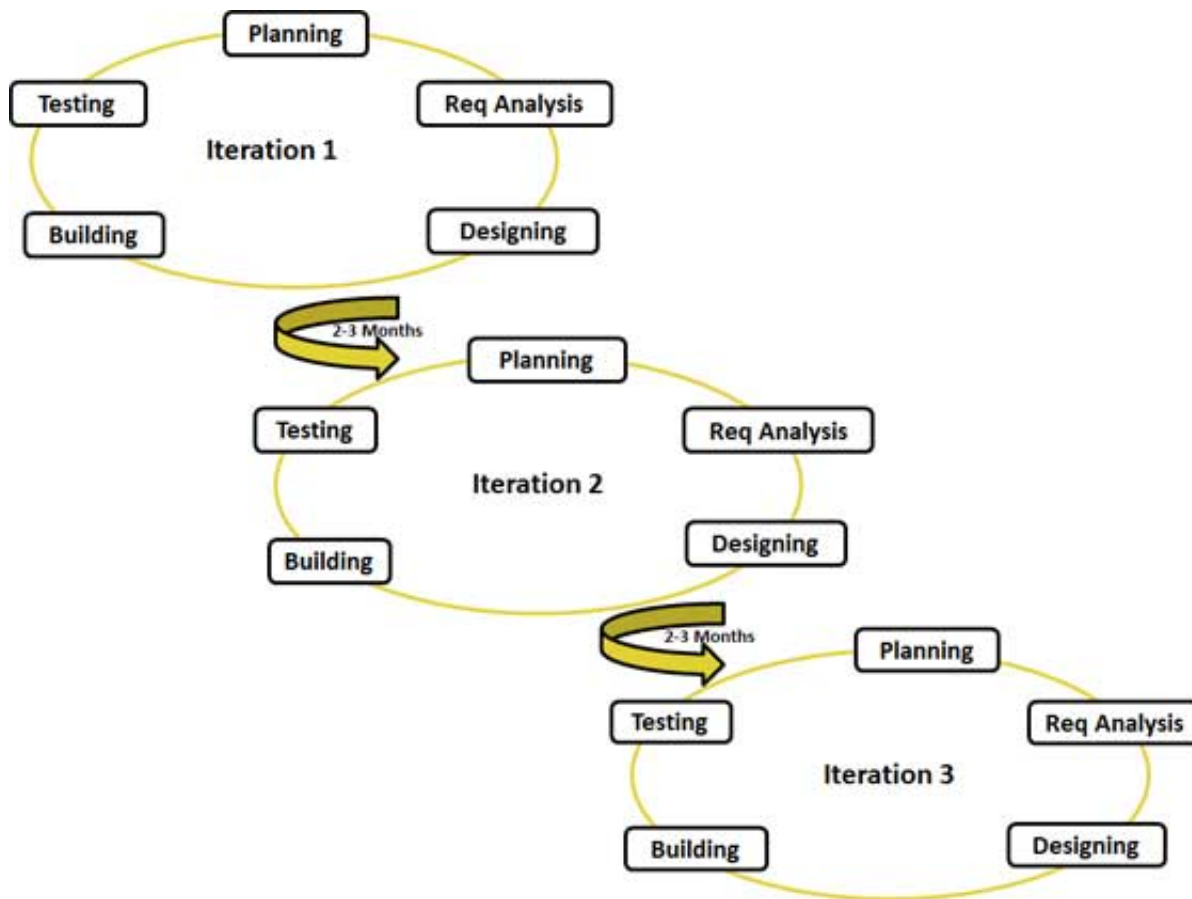 Planning
Testing
Req Analysis
Iteration 1
Building
Designing
2-3 Months
Planning
Testing
Req Analysis
Iteration 2
Building
Designing
2-3 Months
Planning
Testing
Req Analysis
Iteration 3
Building
Designing